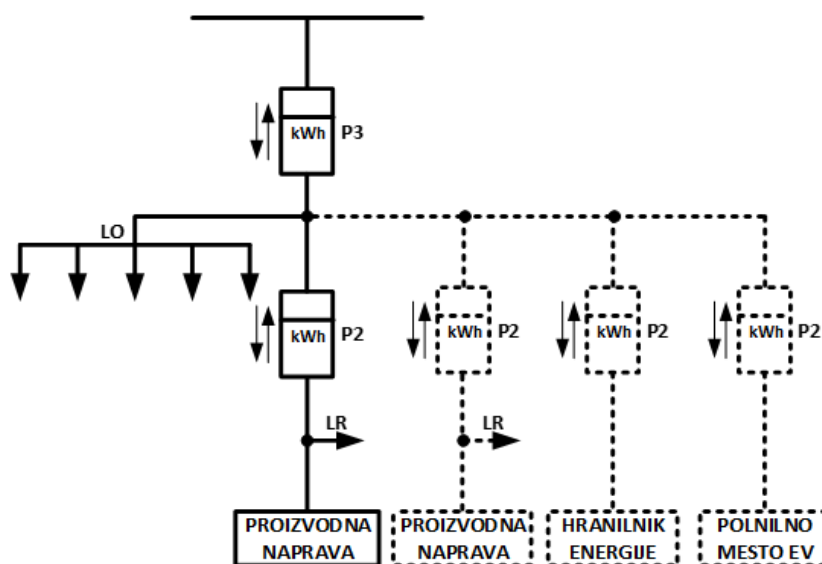 kWh P3
LO
kWh P2
kWh P2
kWh P2
kWh P2
LR
LR
PROIZVODNA
NAPRAVA
PROIZVODNA
NAPRAVA
HRANILNIK
ENERGIJE
POLNILNO
MESTO EV